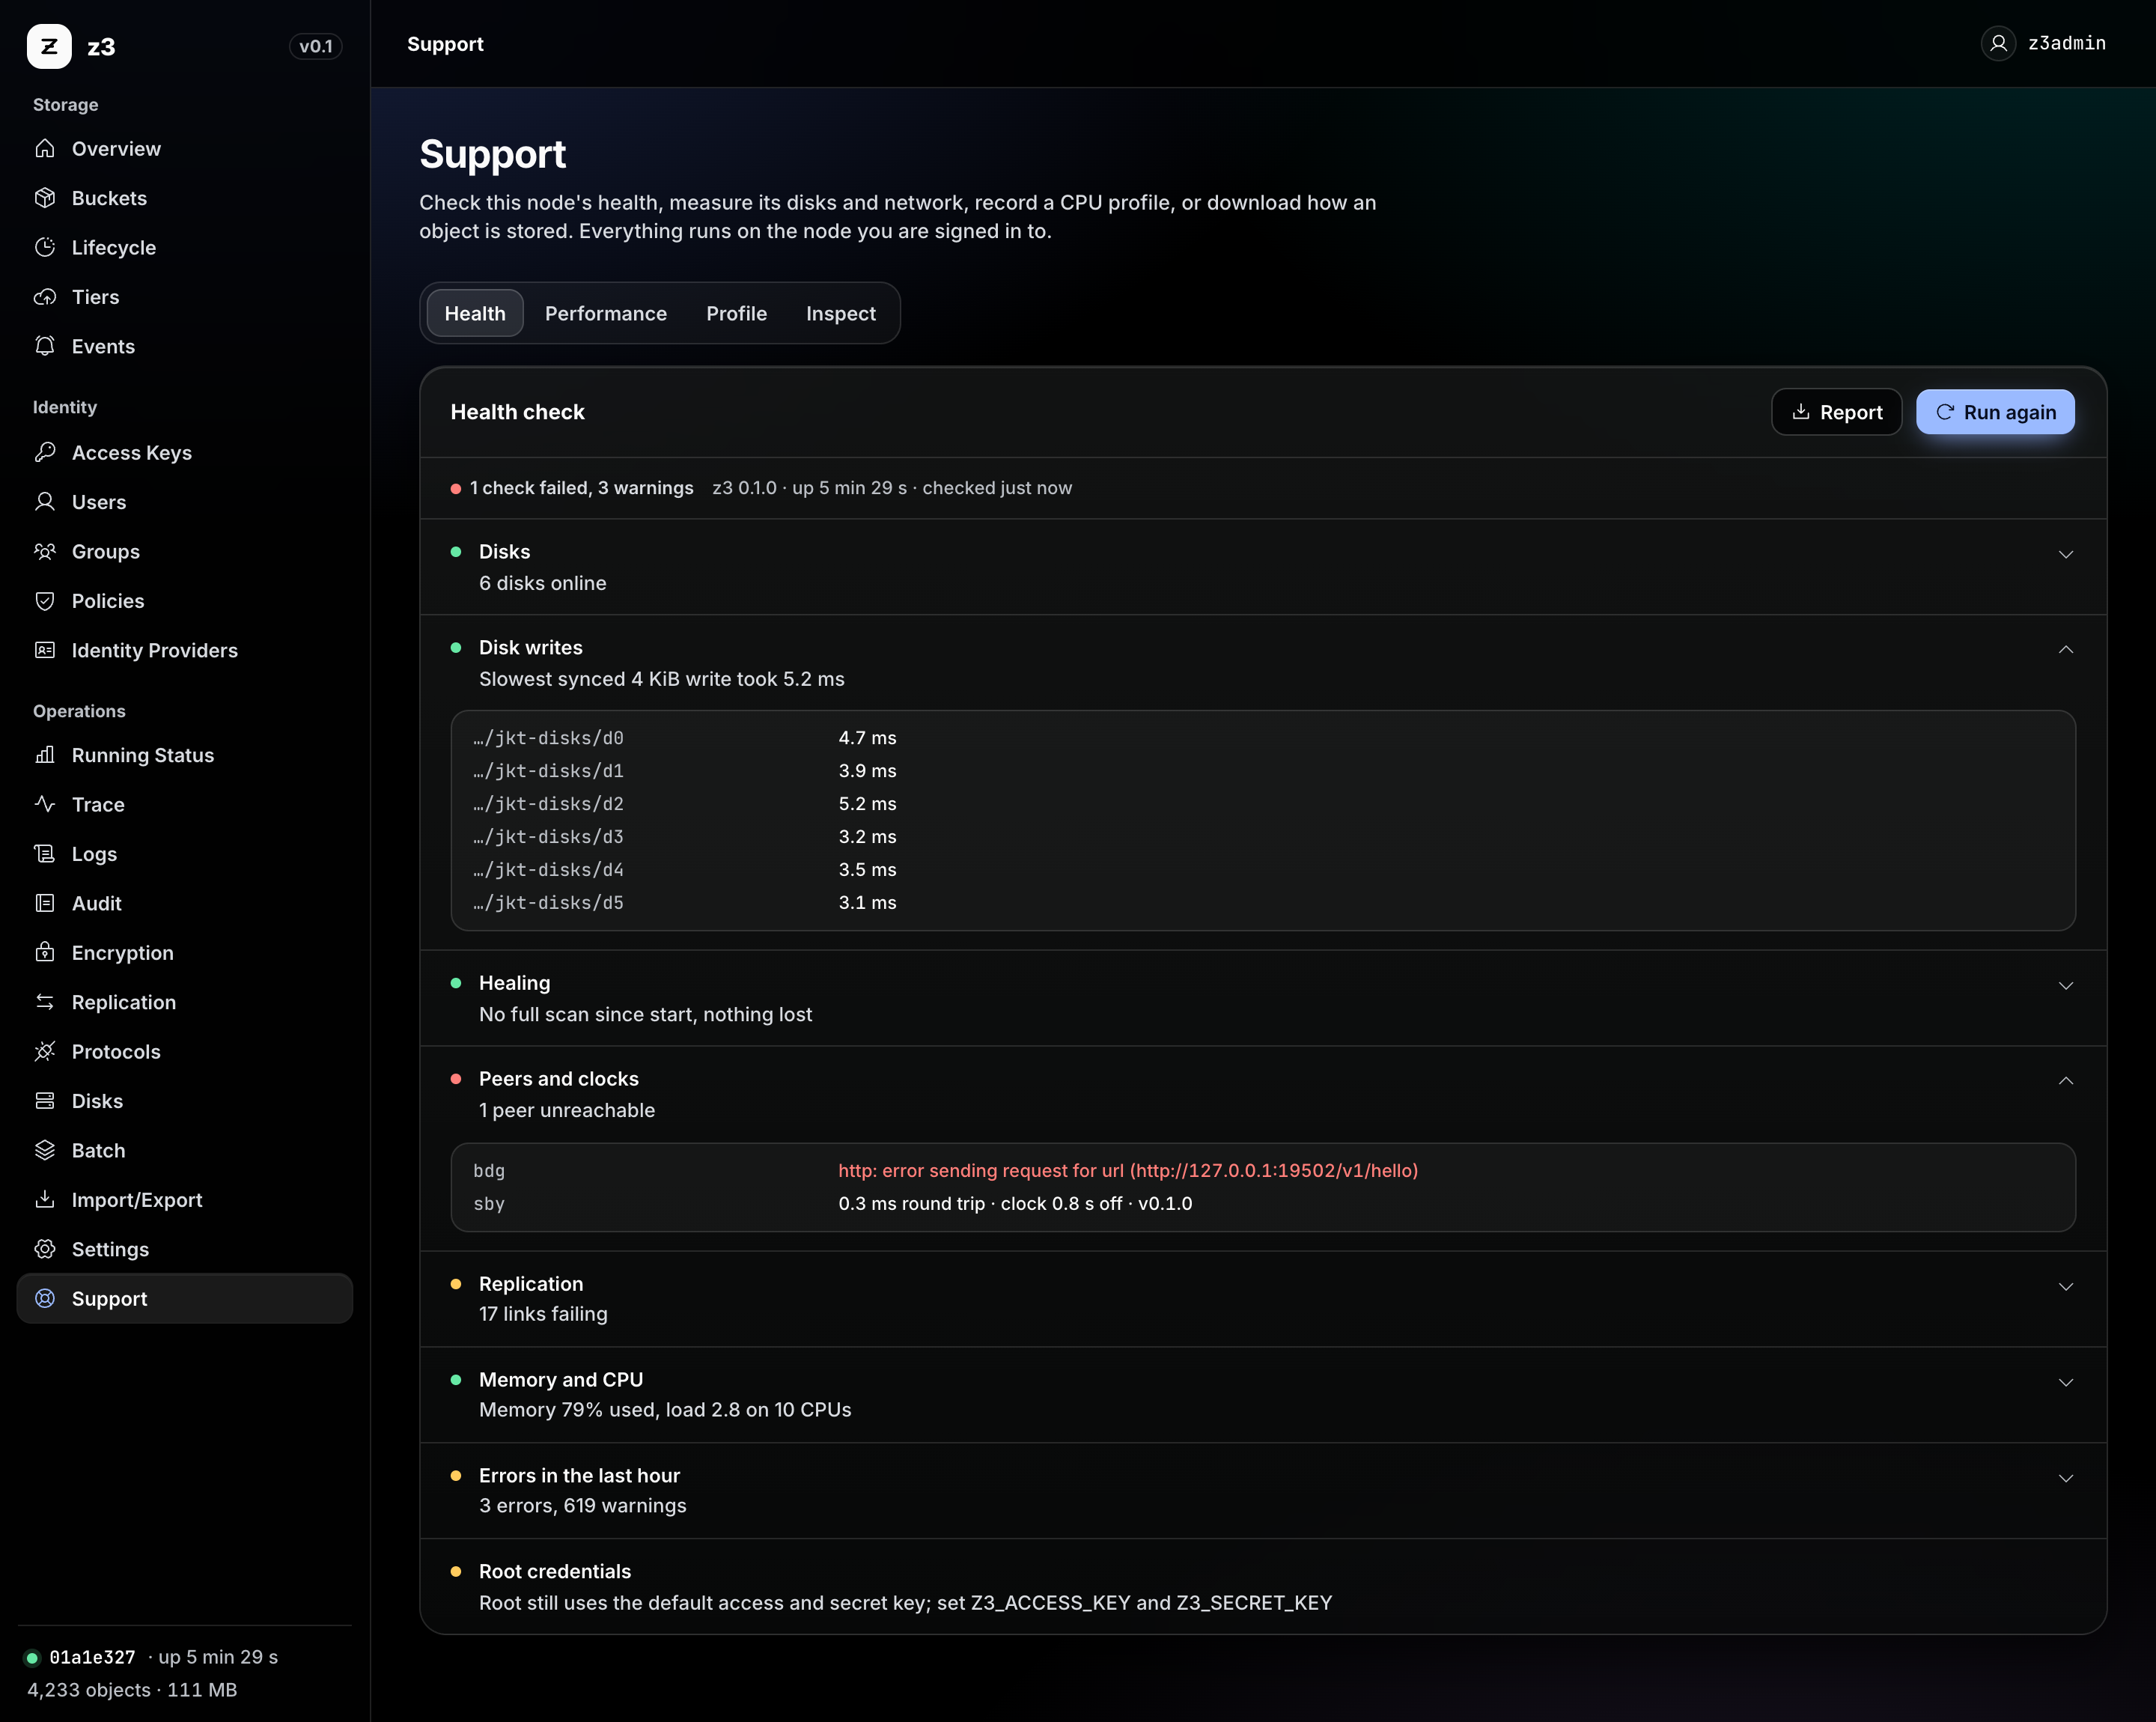 z3
v0.1
Storage
Overview
Buckets
Lifecycle
Tiers
Events
Identity
Access Keys
Users
Groups
Policies
Identity Providers
Operations
Running Status
Trace
Logs
Audit
Encryption
Replication
Protocols
Disks
Batch
Import/Export
Settings
Support
01a1e327 · up 5 min 29 s
4,233 objects · 111 MB
Support
z3admin
Support
Check this node's health, measure its disks and network, record a CPU profile, or download how an
object is stored. Everything runs on the node you are signed in to.
Health Performance Profile Inspect
Health check
Report
Run again
1 check failed, 3 warnings z3 0.1.0 · up 5 min 29 s · checked just now
Disks
6 disks online
Disk writes
Slowest synced 4 KiB write took 5.2 ms
…/jkt-disks/d0 4.7 ms
…/jkt-disks/d1 3.9 ms
…/jkt-disks/d2 5.2 ms
…/jkt-disks/d3 3.2 ms
…/jkt-disks/d4 3.5 ms
…/jkt-disks/d5 3.1 ms
Healing
No full scan since start, nothing lost
Peers and clocks
1 peer unreachable
bdg http: error sending request for url (http://127.0.0.1:19502/v1/hello)
sby 0.3 ms round trip · clock 0.8 s off · v0.1.0
Replication
17 links failing
Memory and CPU
Memory 79% used, load 2.8 on 10 CPUs
Errors in the last hour
3 errors, 619 warnings
Root credentials
Root still uses the default access and secret key; set Z3_ACCESS_KEY and Z3_SECRET_KEY